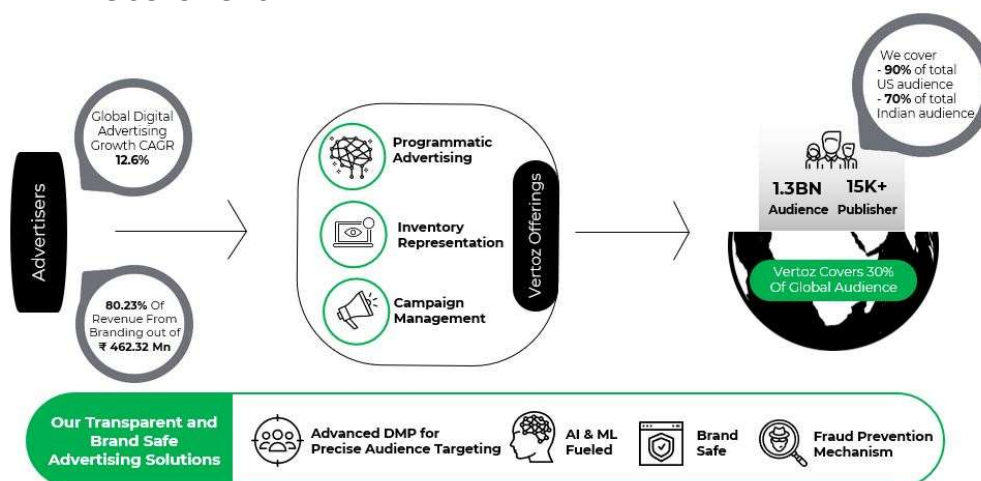 Advertisers
Global Digital
Advertising
Growth CAGR
12.6%
80.23% Of
Revenue From
Branding out of
₹ 462.32 Mn
Programmatic
Advertising
Inventory
Representation
Campaign
Management
Vertoz Offerings
We cover
- 90% of total
US audience
- 70% of total
Indian audience
1.3BN
Audience
15K+
Publisher
Vertoz Covers 30%
Of Global Audience
Our Transparent and
Brand Safe
Advertising Solutions
Advanced DMP for
Precise Audience Targeting
AI & ML
Fueled
Brand
Safe
Fraud Prevention
Mechanism